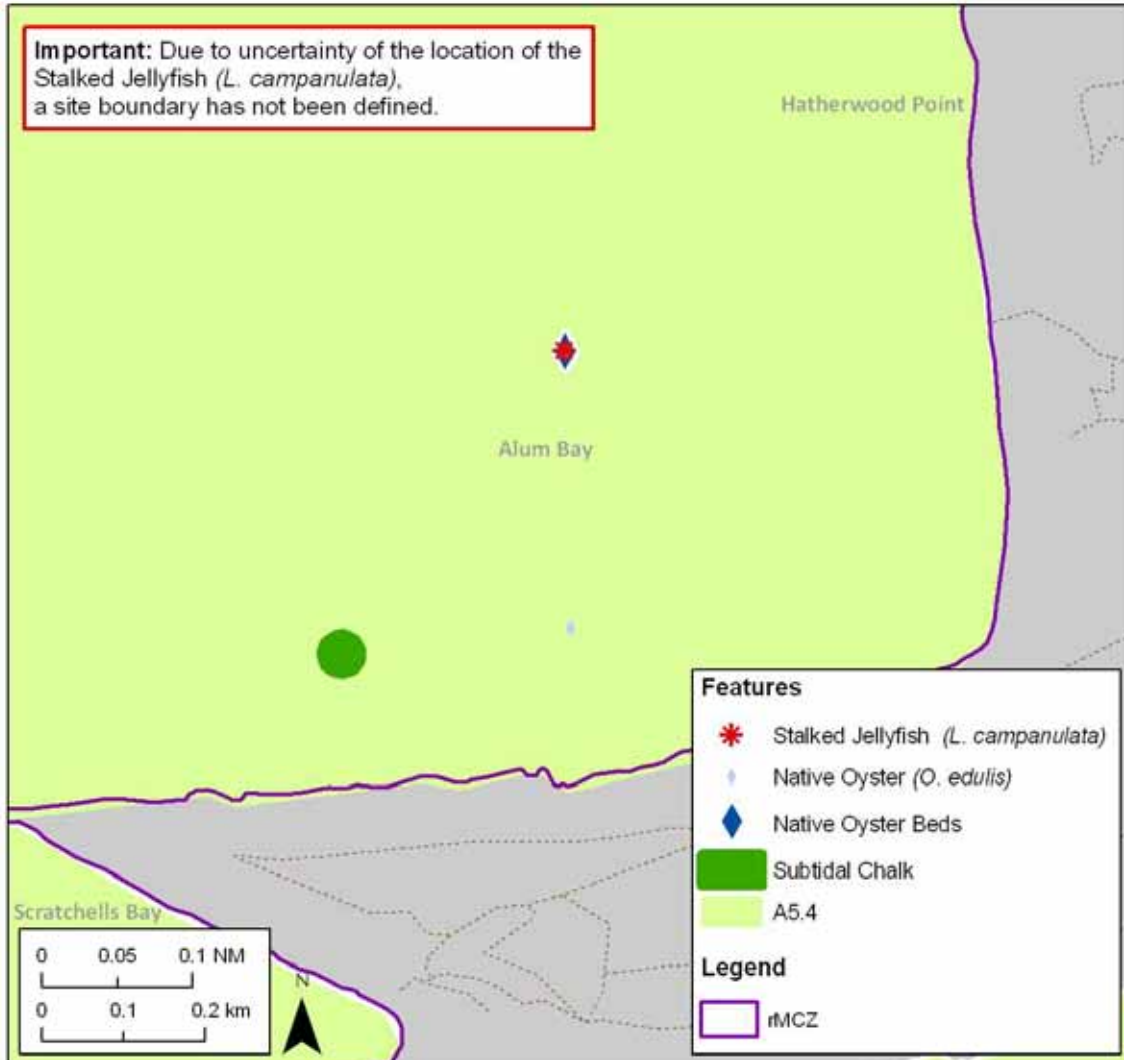 Important: Due to uncertainty of the location of the
Stalked Jellyfish (L. campanulata),
a site boundary has not been defined.
Hatherwood Point
Alum Bay
Scratchells Bay
0 0.05 0.1 NM
0 0.1 0.2 km
N
Features
Stalked Jellyfish (L. campanulata)
Native Oyster (O. edulis)
Native Oyster Beds
Subtidal Chalk
A5.4
Legend
rMCZ